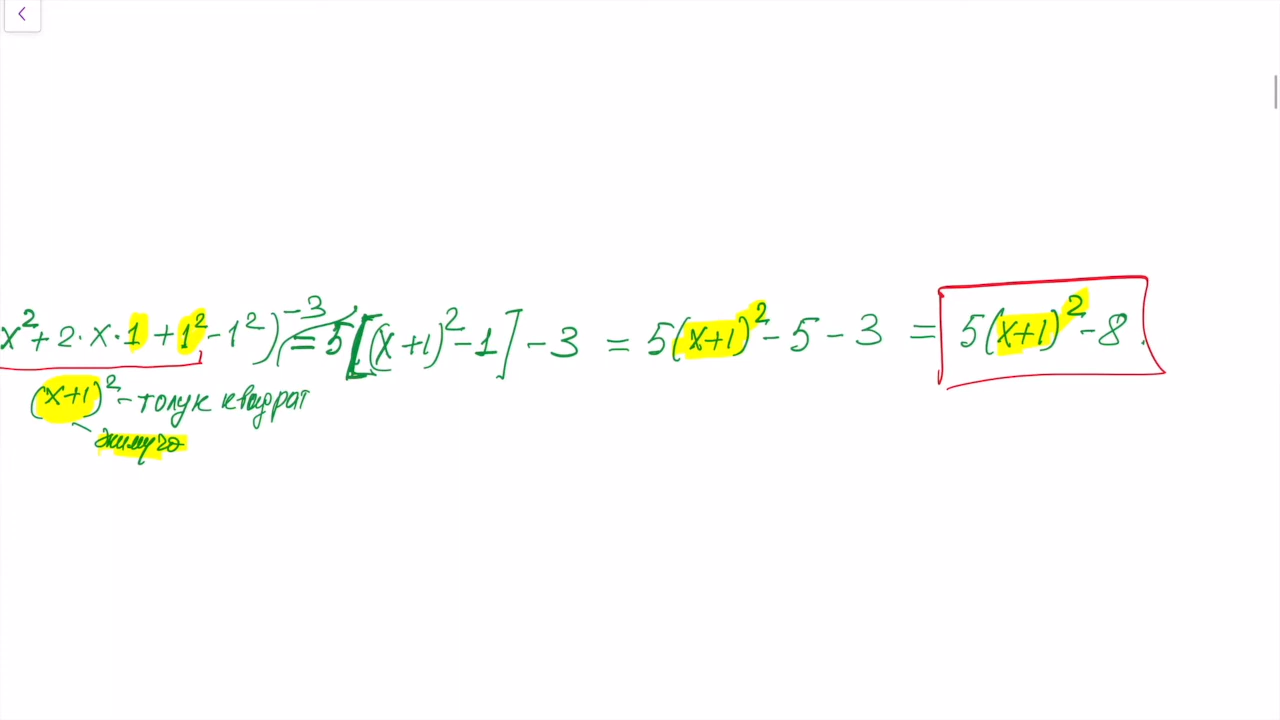 x² + 2·x·1 + 1² - 1²) - 3 = 5[(x+1)² - 1] - 3 = 5(x+1)² - 5 - 3 = 5(x+1)² - 8.
(x+1)² - толук квадрат